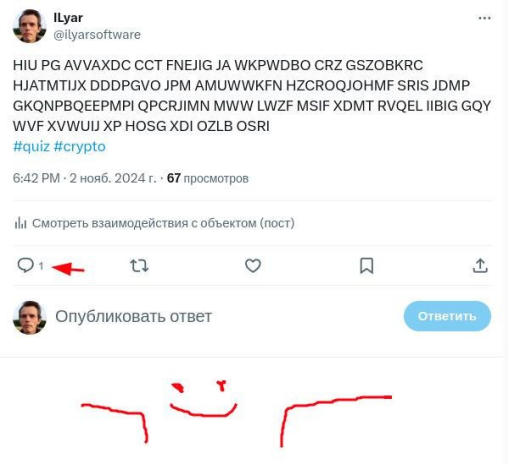 ILyar
@ilyarsoftware
HIU PG AVVAXDC CCT FNEJIG JA WKPWDBO CRZ GSZOBKRC
HJATMTIJX DDDPGVO JPM AMUWWKFN HZCROQJOHMF SRIS JDMP
GKQNPBQEEPMPI QPCRJIMN MWW LWZF MSIF XDMT RVQEL IIBIG GQY
WVF XVWUIJ XP HOSG XDI OZLB OSRI
#quiz #crypto
6:42 PM · 2 нояб. 2024 г. · 67 просмотров
Смотреть взаимодействия с объектом (пост)
1
Опубликовать ответ
Ответить